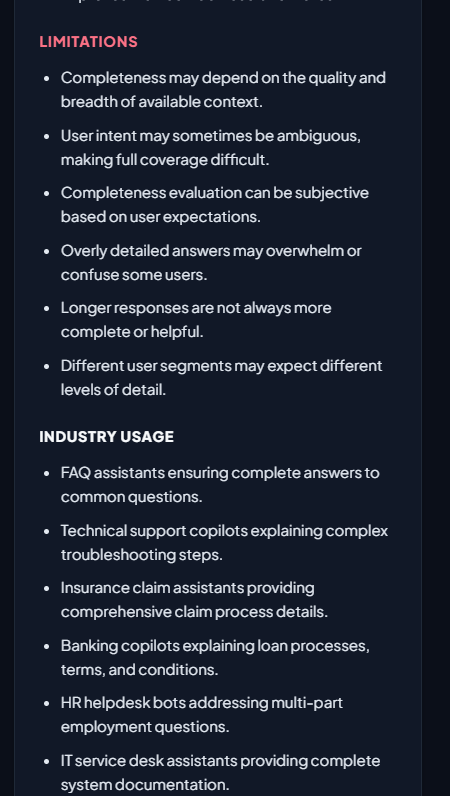 LIMITATIONS
• Completeness may depend on the quality and
breadth of available context.
• User intent may sometimes be ambiguous,
making full coverage difficult.
• Completeness evaluation can be subjective
based on user expectations.
• Overly detailed answers may overwhelm or
confuse some users.
• Longer responses are not always more
complete or helpful.
• Different user segments may expect different
levels of detail.
INDUSTRY USAGE
• FAQ assistants ensuring complete answers to
common questions.
• Technical support copilots explaining complex
troubleshooting steps.
• Insurance claim assistants providing
comprehensive claim process details.
• Banking copilots explaining loan processes,
terms, and conditions.
• HR helpdesk bots addressing multi-part
employment questions.
• IT service desk assistants providing complete
system documentation.